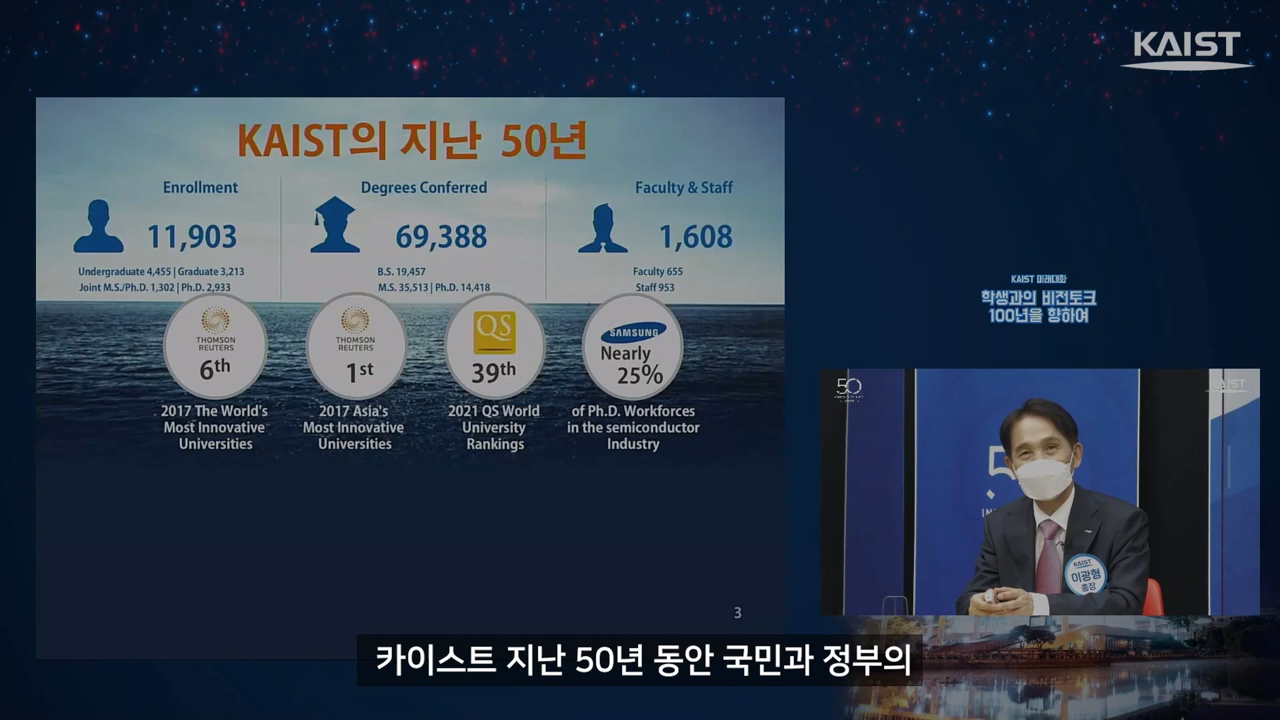 KAIST
KAIST의 지난 50년
Enrollment
11,903
Undergraduate 4,455 | Graduate 3,213
Joint M.S./Ph.D. 1,302 | Ph.D. 2,933
Degrees Conferred
69,388
B.S. 19,457
M.S. 35,513 | Ph.D. 14,418
Faculty & Staff
1,608
Faculty 655
Staff 953
THOMSON
REUTERS
6th
2017 The World's
Most Innovative
Universities
THOMSON
REUTERS
1st
2017 Asia's
Most Innovative
Universities
QS
39th
2021 QS World
University
Rankings
SAMSUNG
Nearly
25%
of Ph.D. Workforces
in the semiconductor
Industry
3
KAIST 미래대화
학생과의 비전토크
100년을 향하여
50
KAIST
5
IN
KAIST
이광형
총장
카이스트 지난 50년 동안 국민과 정부의